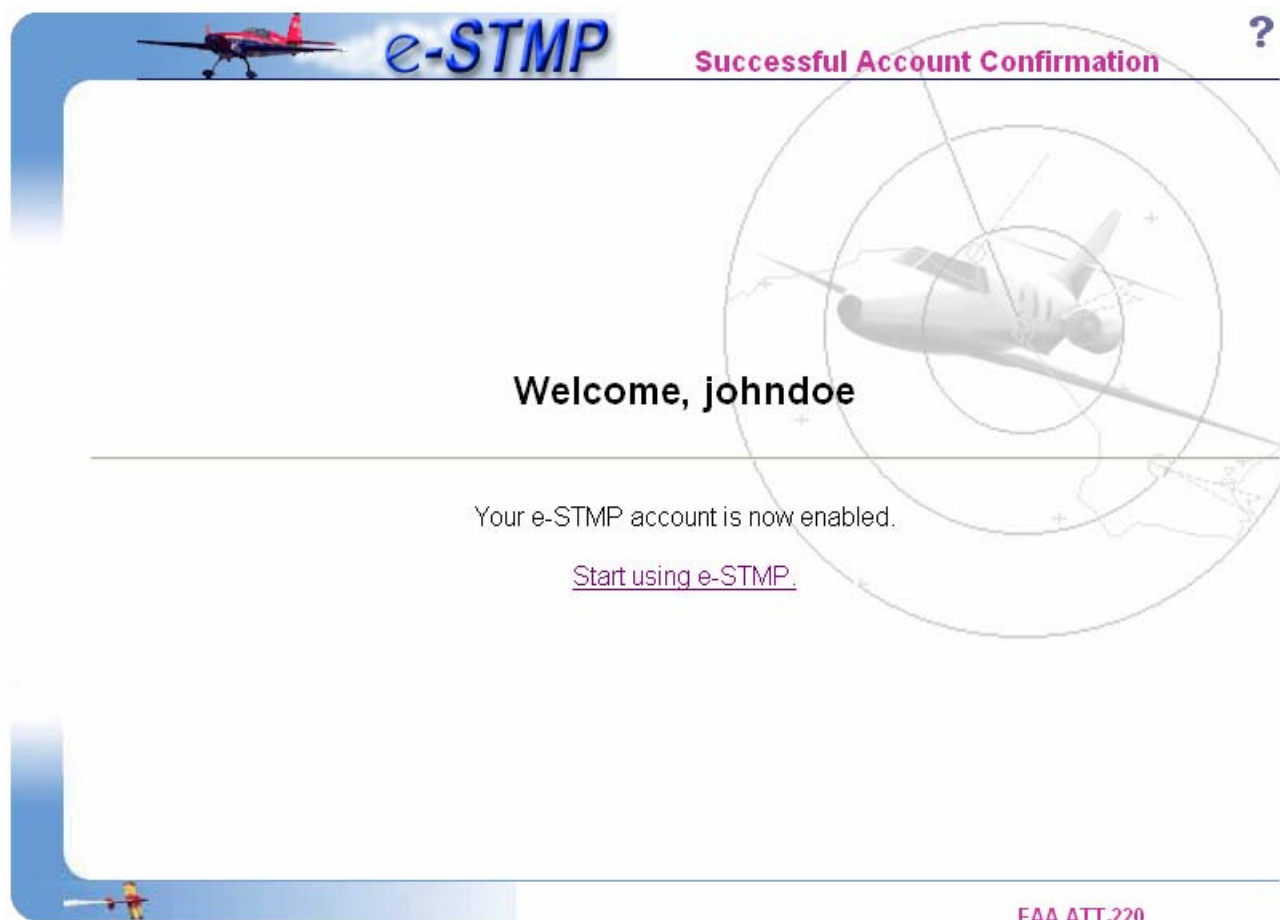 e-STMP
Successful Account Confirmation
?
Welcome, johndoe
Your e-STMP account is now enabled.
Start using e-STMP.
FAA ATT-220